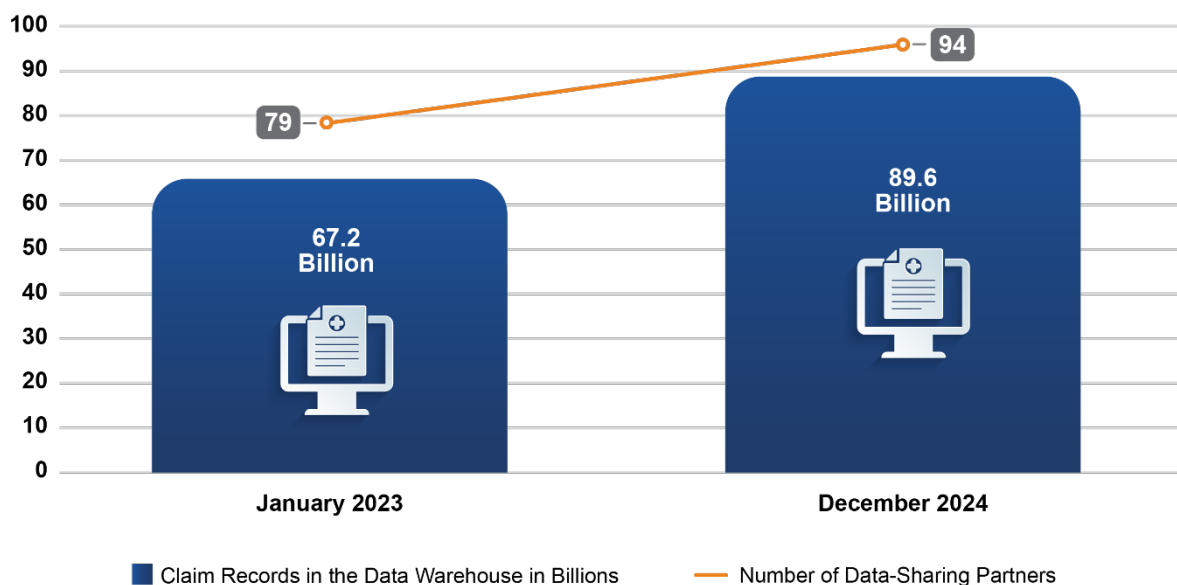 100
90
80
70
60
50
40
30
20
10
0
79
94
67.2
Billion
89.6
Billion
January 2023
December 2024
Claim Records in the Data Warehouse in Billions
Number of Data-Sharing Partners